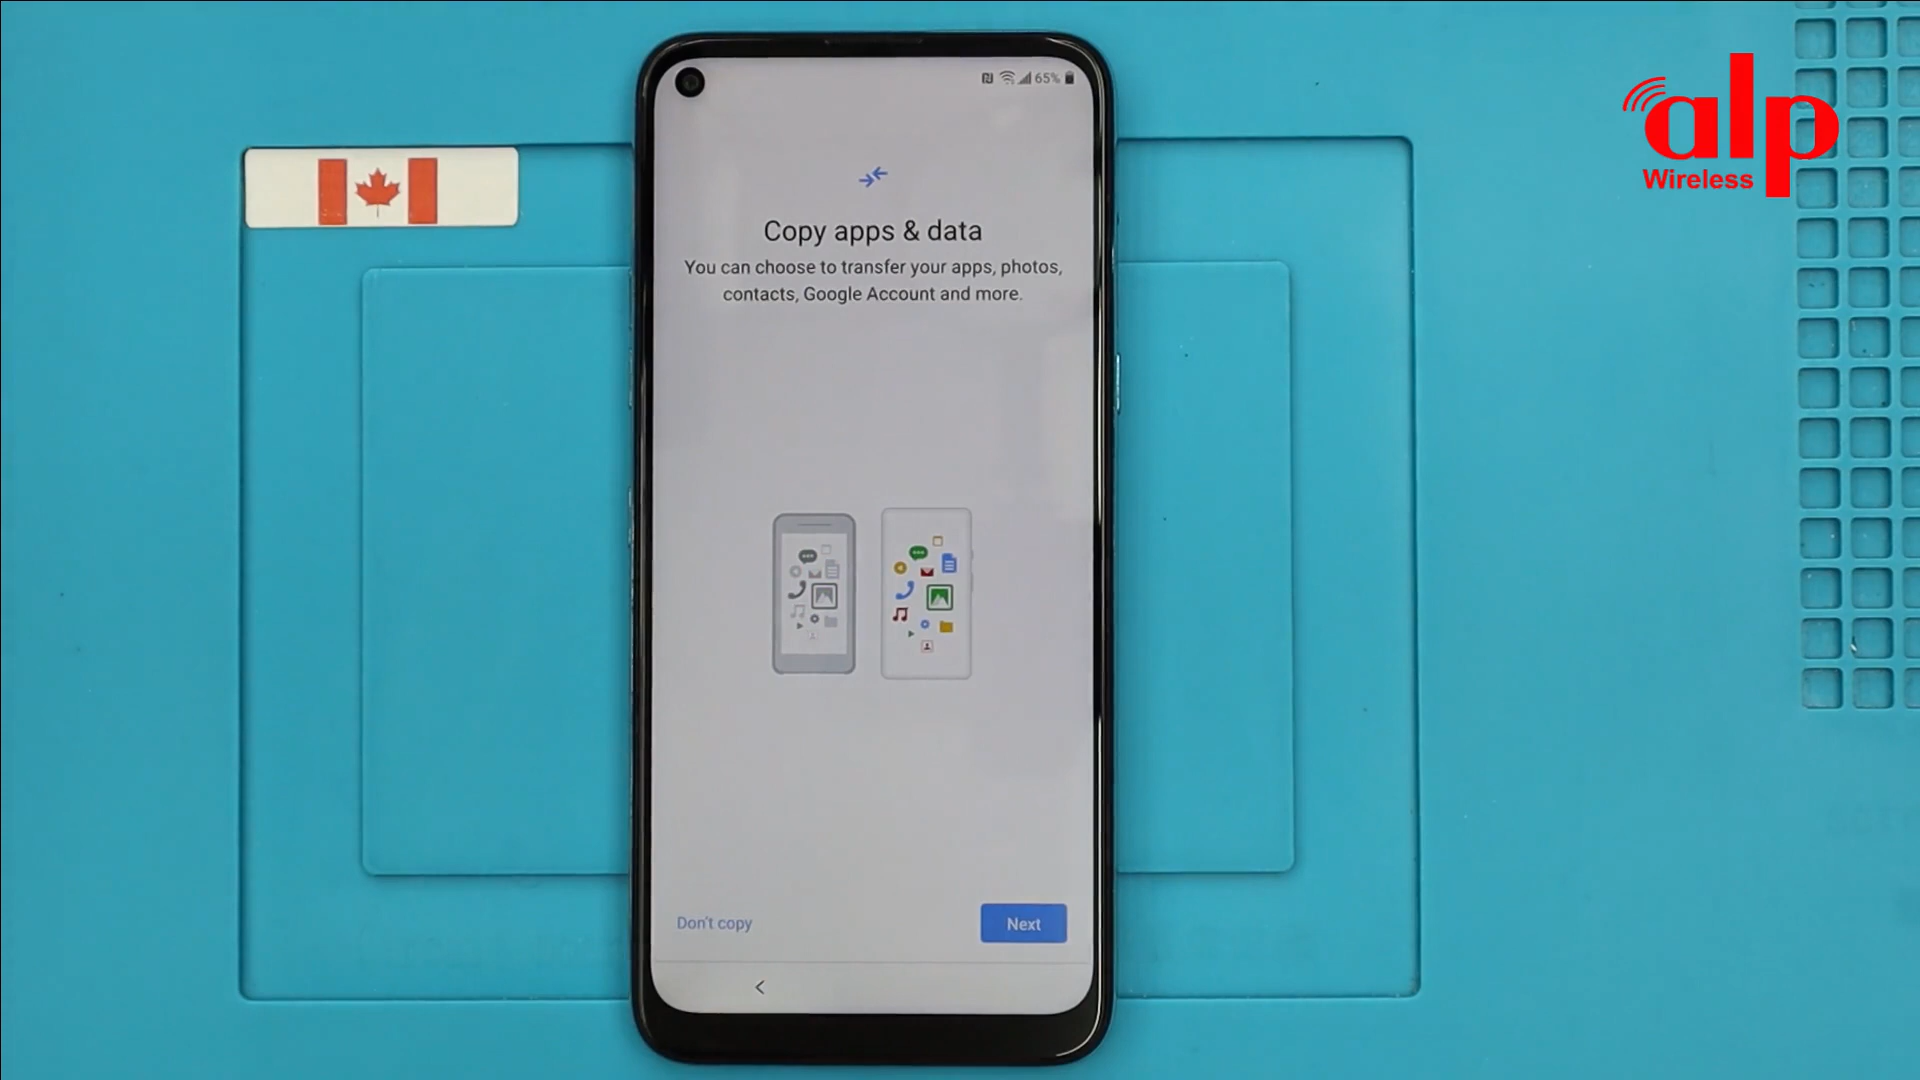 65%
alp
Wireless
Copy apps & data
You can choose to transfer your apps, photos,
contacts, Google Account and more.
Don't copy
Next